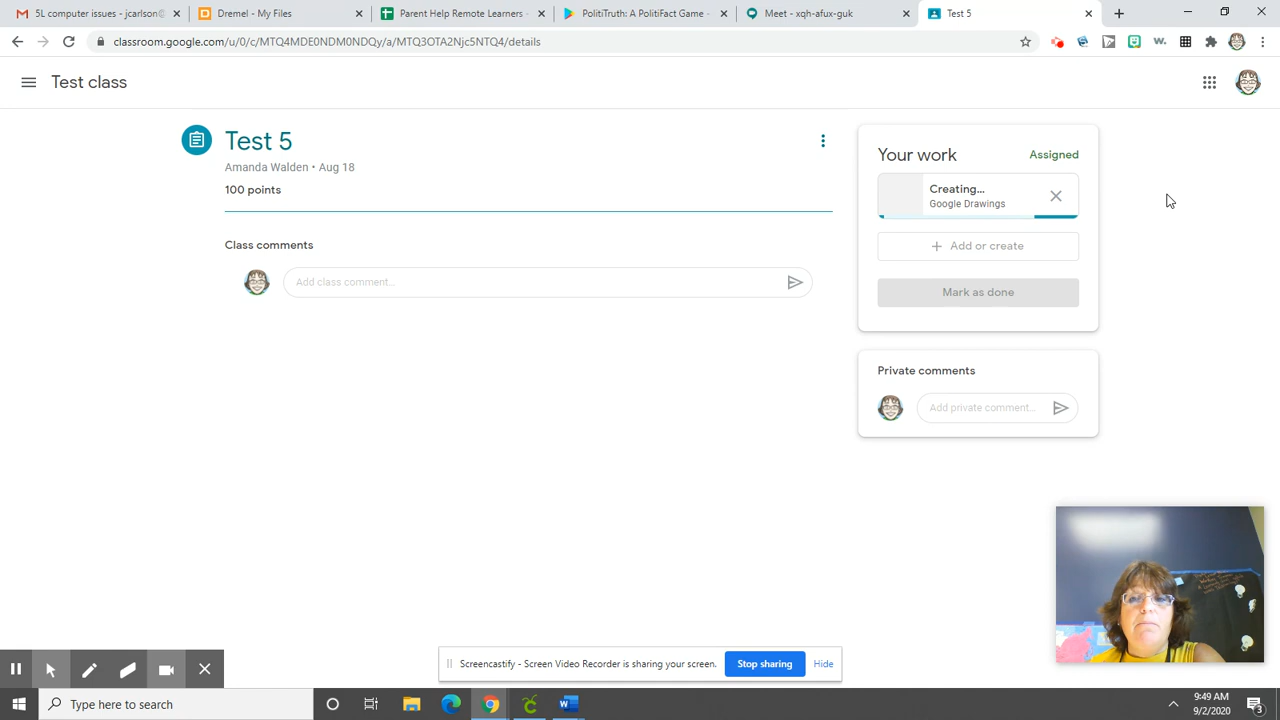 5L computer issues - jcarlson@
Dremel - My Files
Parent Help Remote Learners -
PolitiTruth: A PolitiFact Game -
Meet - xqh-afux-guk
Test 5
classroom.google.com/u/0/c/MTQ4MDE0NDM0NDQy/a/MTQ3OTA2Njc5NTQ4/details
Test class
Test 5
Amanda Walden • Aug 18
100 points
Class comments
Add class comment...
Your work
Assigned
Creating...
Google Drawings
+ Add or create
Mark as done
Private comments
Add private comment...
Screencastify - Screen Video Recorder is sharing your screen.
Stop sharing
Hide
Type here to search
9:49 AM
9/2/2020
3